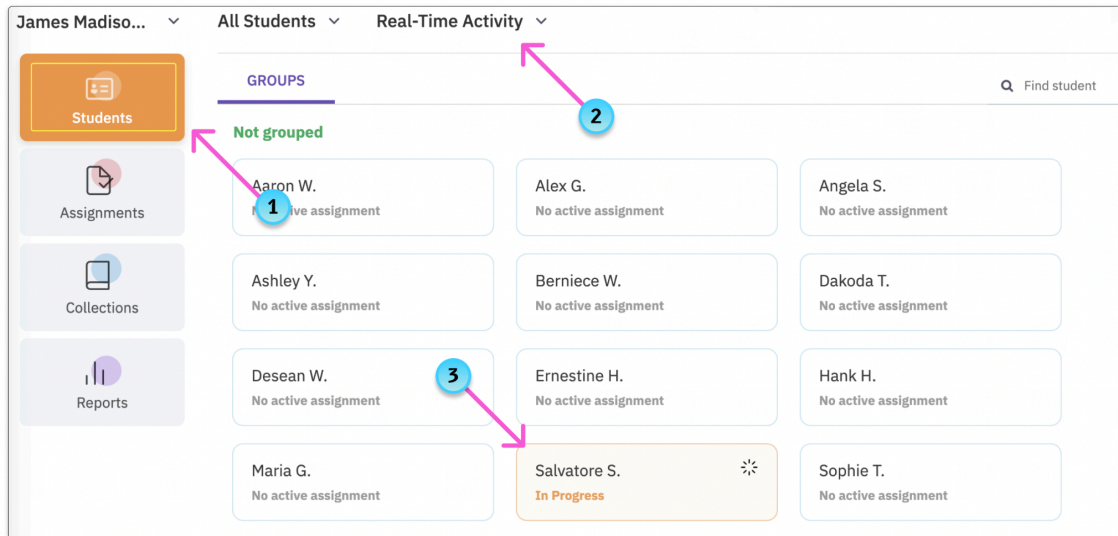 James Madiso... All Students Real-Time Activity
Students
Assignments
Collections
Reports
GROUPS
Find student
Not grouped
Aaron W. Alex G. Angela S.
ive assignment No active assignment No active assignment
Ashley Y. Berniece W. Dakoda T.
No active assignment No active assignment No active assignment
Desean W. Ernestine H. Hank H.
No active assignment No active assignment No active assignment
Maria G. Salvatore S. Sophie T.
No active assignment In Progress No active assignment
1
2
3